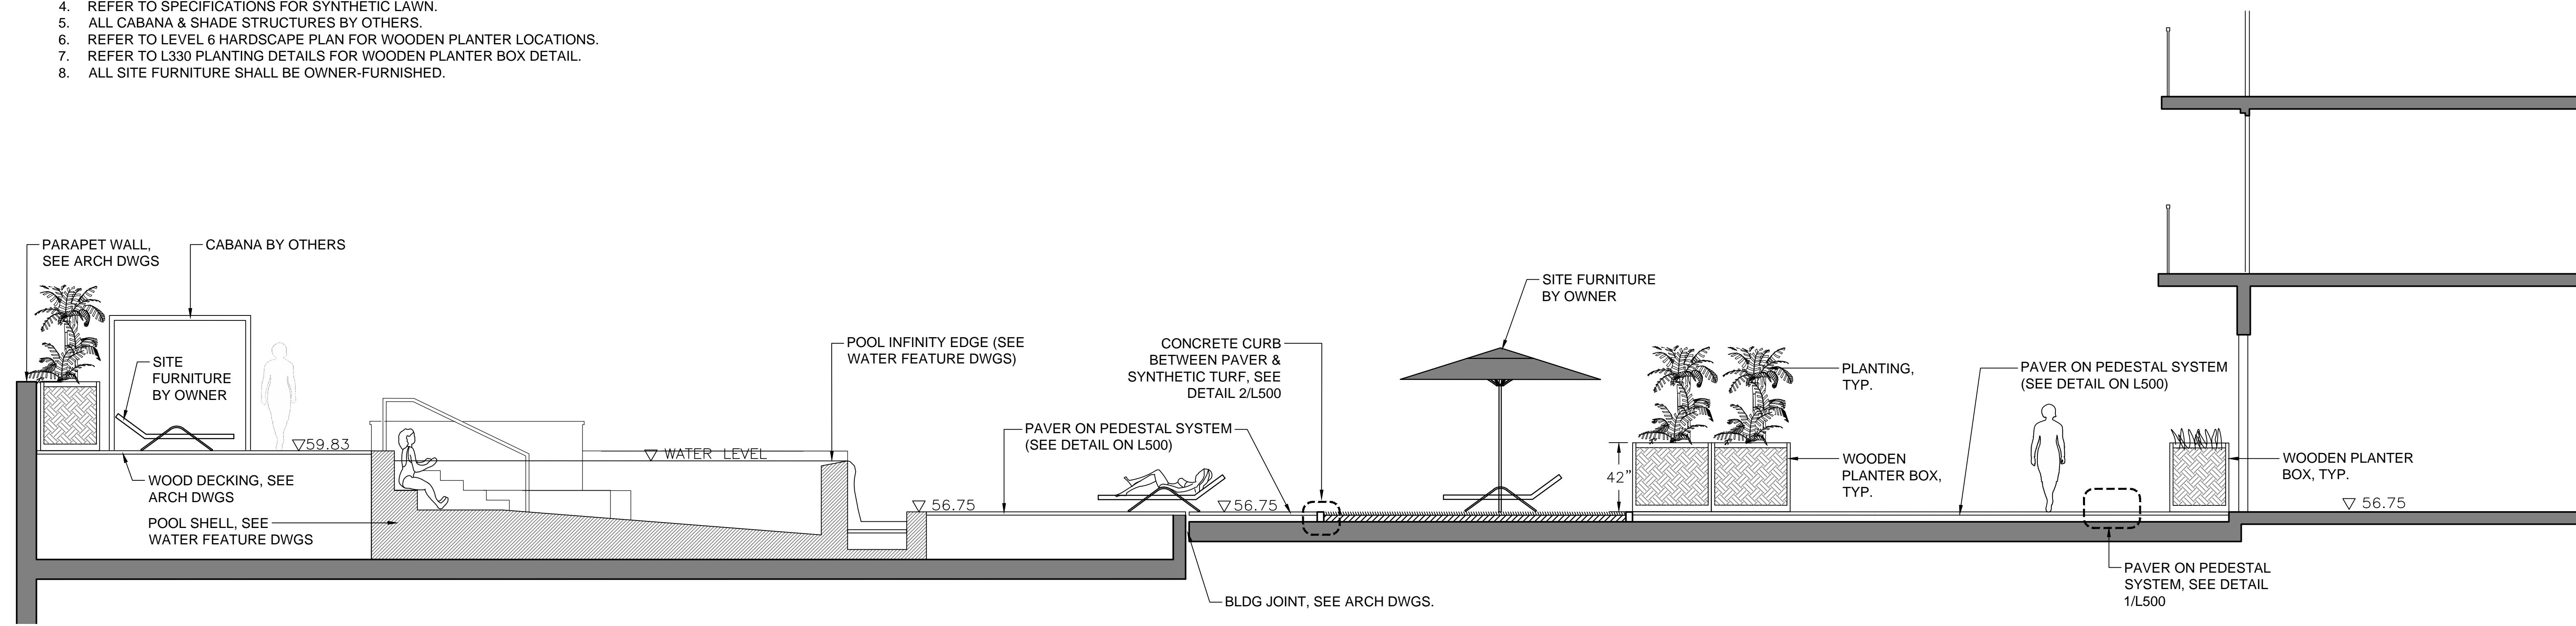 4. REFER TO SPECIFICATIONS FOR SYNTHETIC LAWN.
5. ALL CABANA & SHADE STRUCTURES BY OTHERS.
6. REFER TO LEVEL 6 HARDSCAPE PLAN FOR WOODEN PLANTER LOCATIONS.
7. REFER TO L330 PLANTING DETAILS FOR WOODEN PLANTER BOX DETAIL.
8. ALL SITE FURNITURE SHALL BE OWNER-FURNISHED.
PARAPET WALL,
SEE ARCH DWGS
CABANA BY OTHERS
SITE
FURNITURE
BY OWNER
59.83
WOOD DECKING, SEE
ARCH DWGS
POOL SHELL, SEE
WATER FEATURE DWGS
WATER LEVEL
POOL INFINITY EDGE (SEE
WATER FEATURE DWGS)
56.75
PAVER ON PEDESTAL SYSTEM
(SEE DETAIL ON L500)
CONCRETE CURB
BETWEEN PAVER &
SYNTHETIC TURF, SEE
DETAIL 2/L500
56.75
BLDG JOINT, SEE ARCH DWGS.
SITE FURNITURE
BY OWNER
42"
PLANTING,
TYP.
WOODEN
PLANTER BOX,
TYP.
PAVER ON PEDESTAL SYSTEM
(SEE DETAIL ON L500)
PAVER ON PEDESTAL
SYSTEM, SEE DETAIL
1/L500
WOODEN PLANTER
BOX, TYP.
56.75